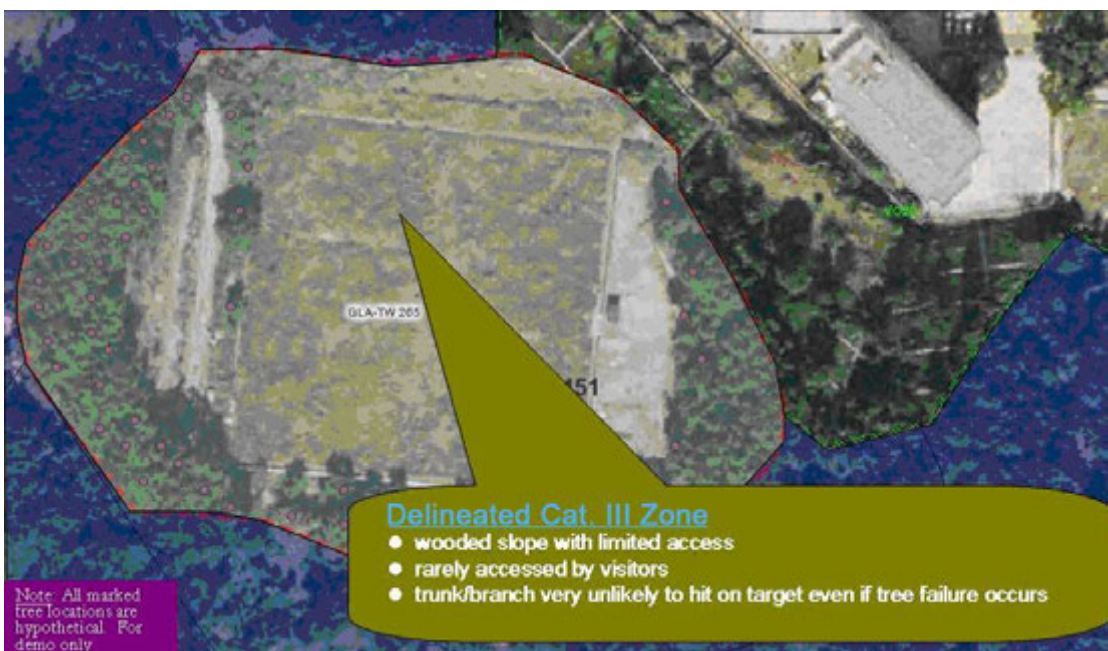 GLA-TW 265
151
Delineated Cat. III Zone
● wooded slope with limited access
● rarely accessed by visitors
● trunk/branch very unlikely to hit on target even if tree failure occurs
Note: All marked
tree locations are
hypothetical. For
demo only